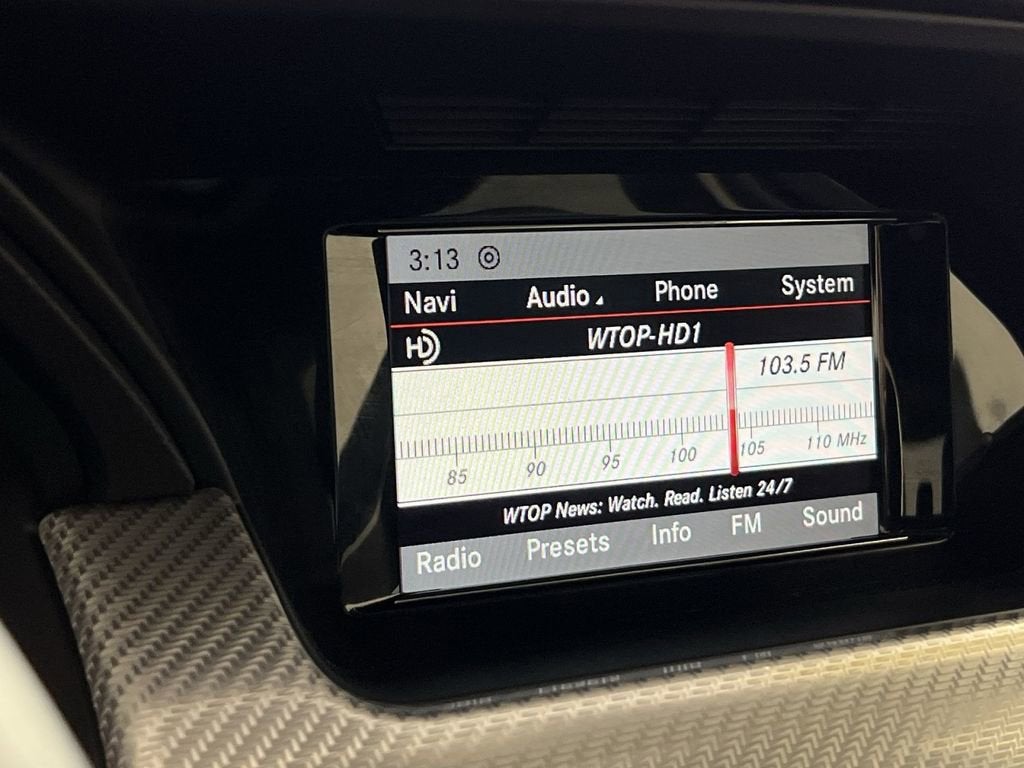 3:13
Navi Audio Phone System
HD WTOP-HD1
103.5 FM
85 90 95 100 105 110 MHz
WTOP News: Watch. Read. Listen 24/7
Radio Presets Info FM Sound